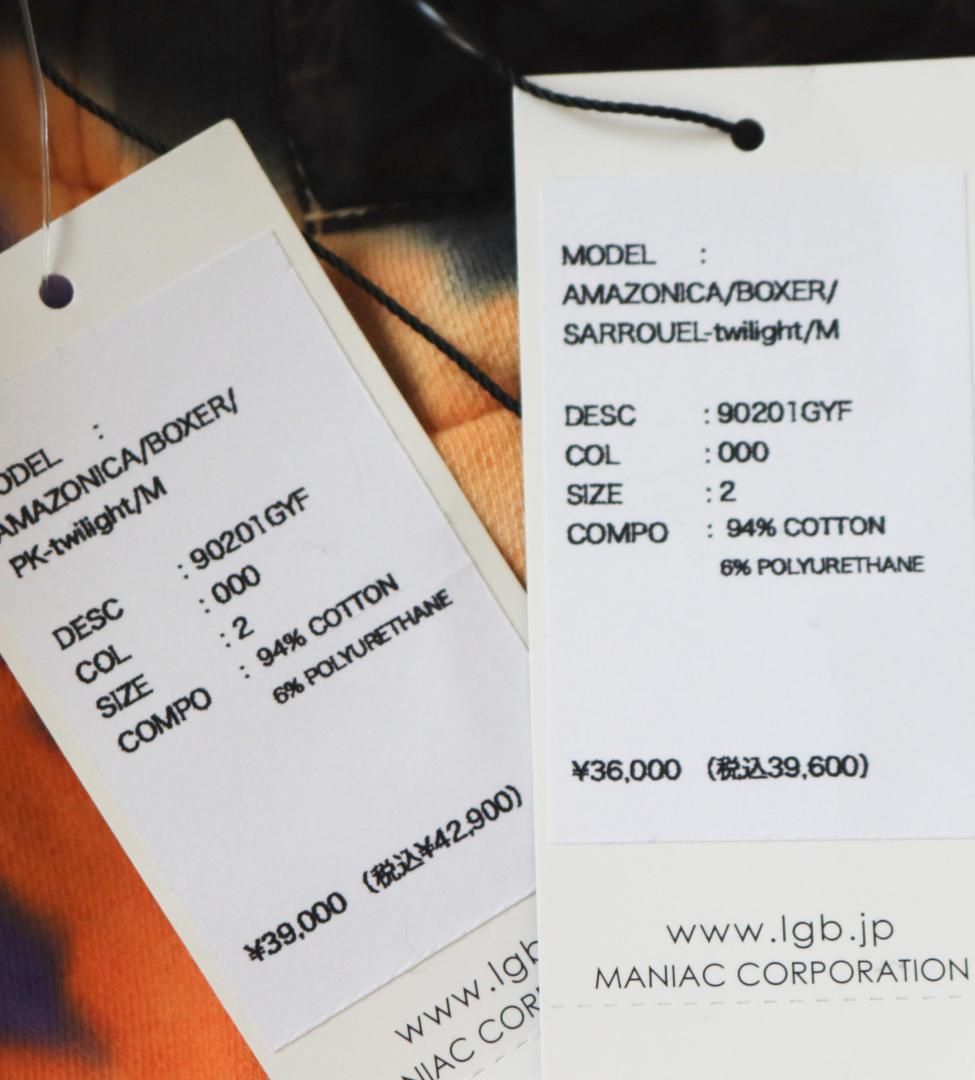 ODEL :
AMAZONICA/BOXER/
PK-twilight/M
DESC : 90201GYF
COL : 000
SIZE : 2
COMPO : 94% COTTON
6% POLYURETHANE
¥39,000 (税込¥42,900)
www.lgb
NIAC COR
MODEL :
AMAZONICA/BOXER/
SARROUEL-twilight/M
DESC : 90201GYF
COL : 000
SIZE : 2
COMPO : 94% COTTON
6% POLYURETHANE
¥36,000 (税込39,600)
www.lgb.jp
MANIAC CORPORATION